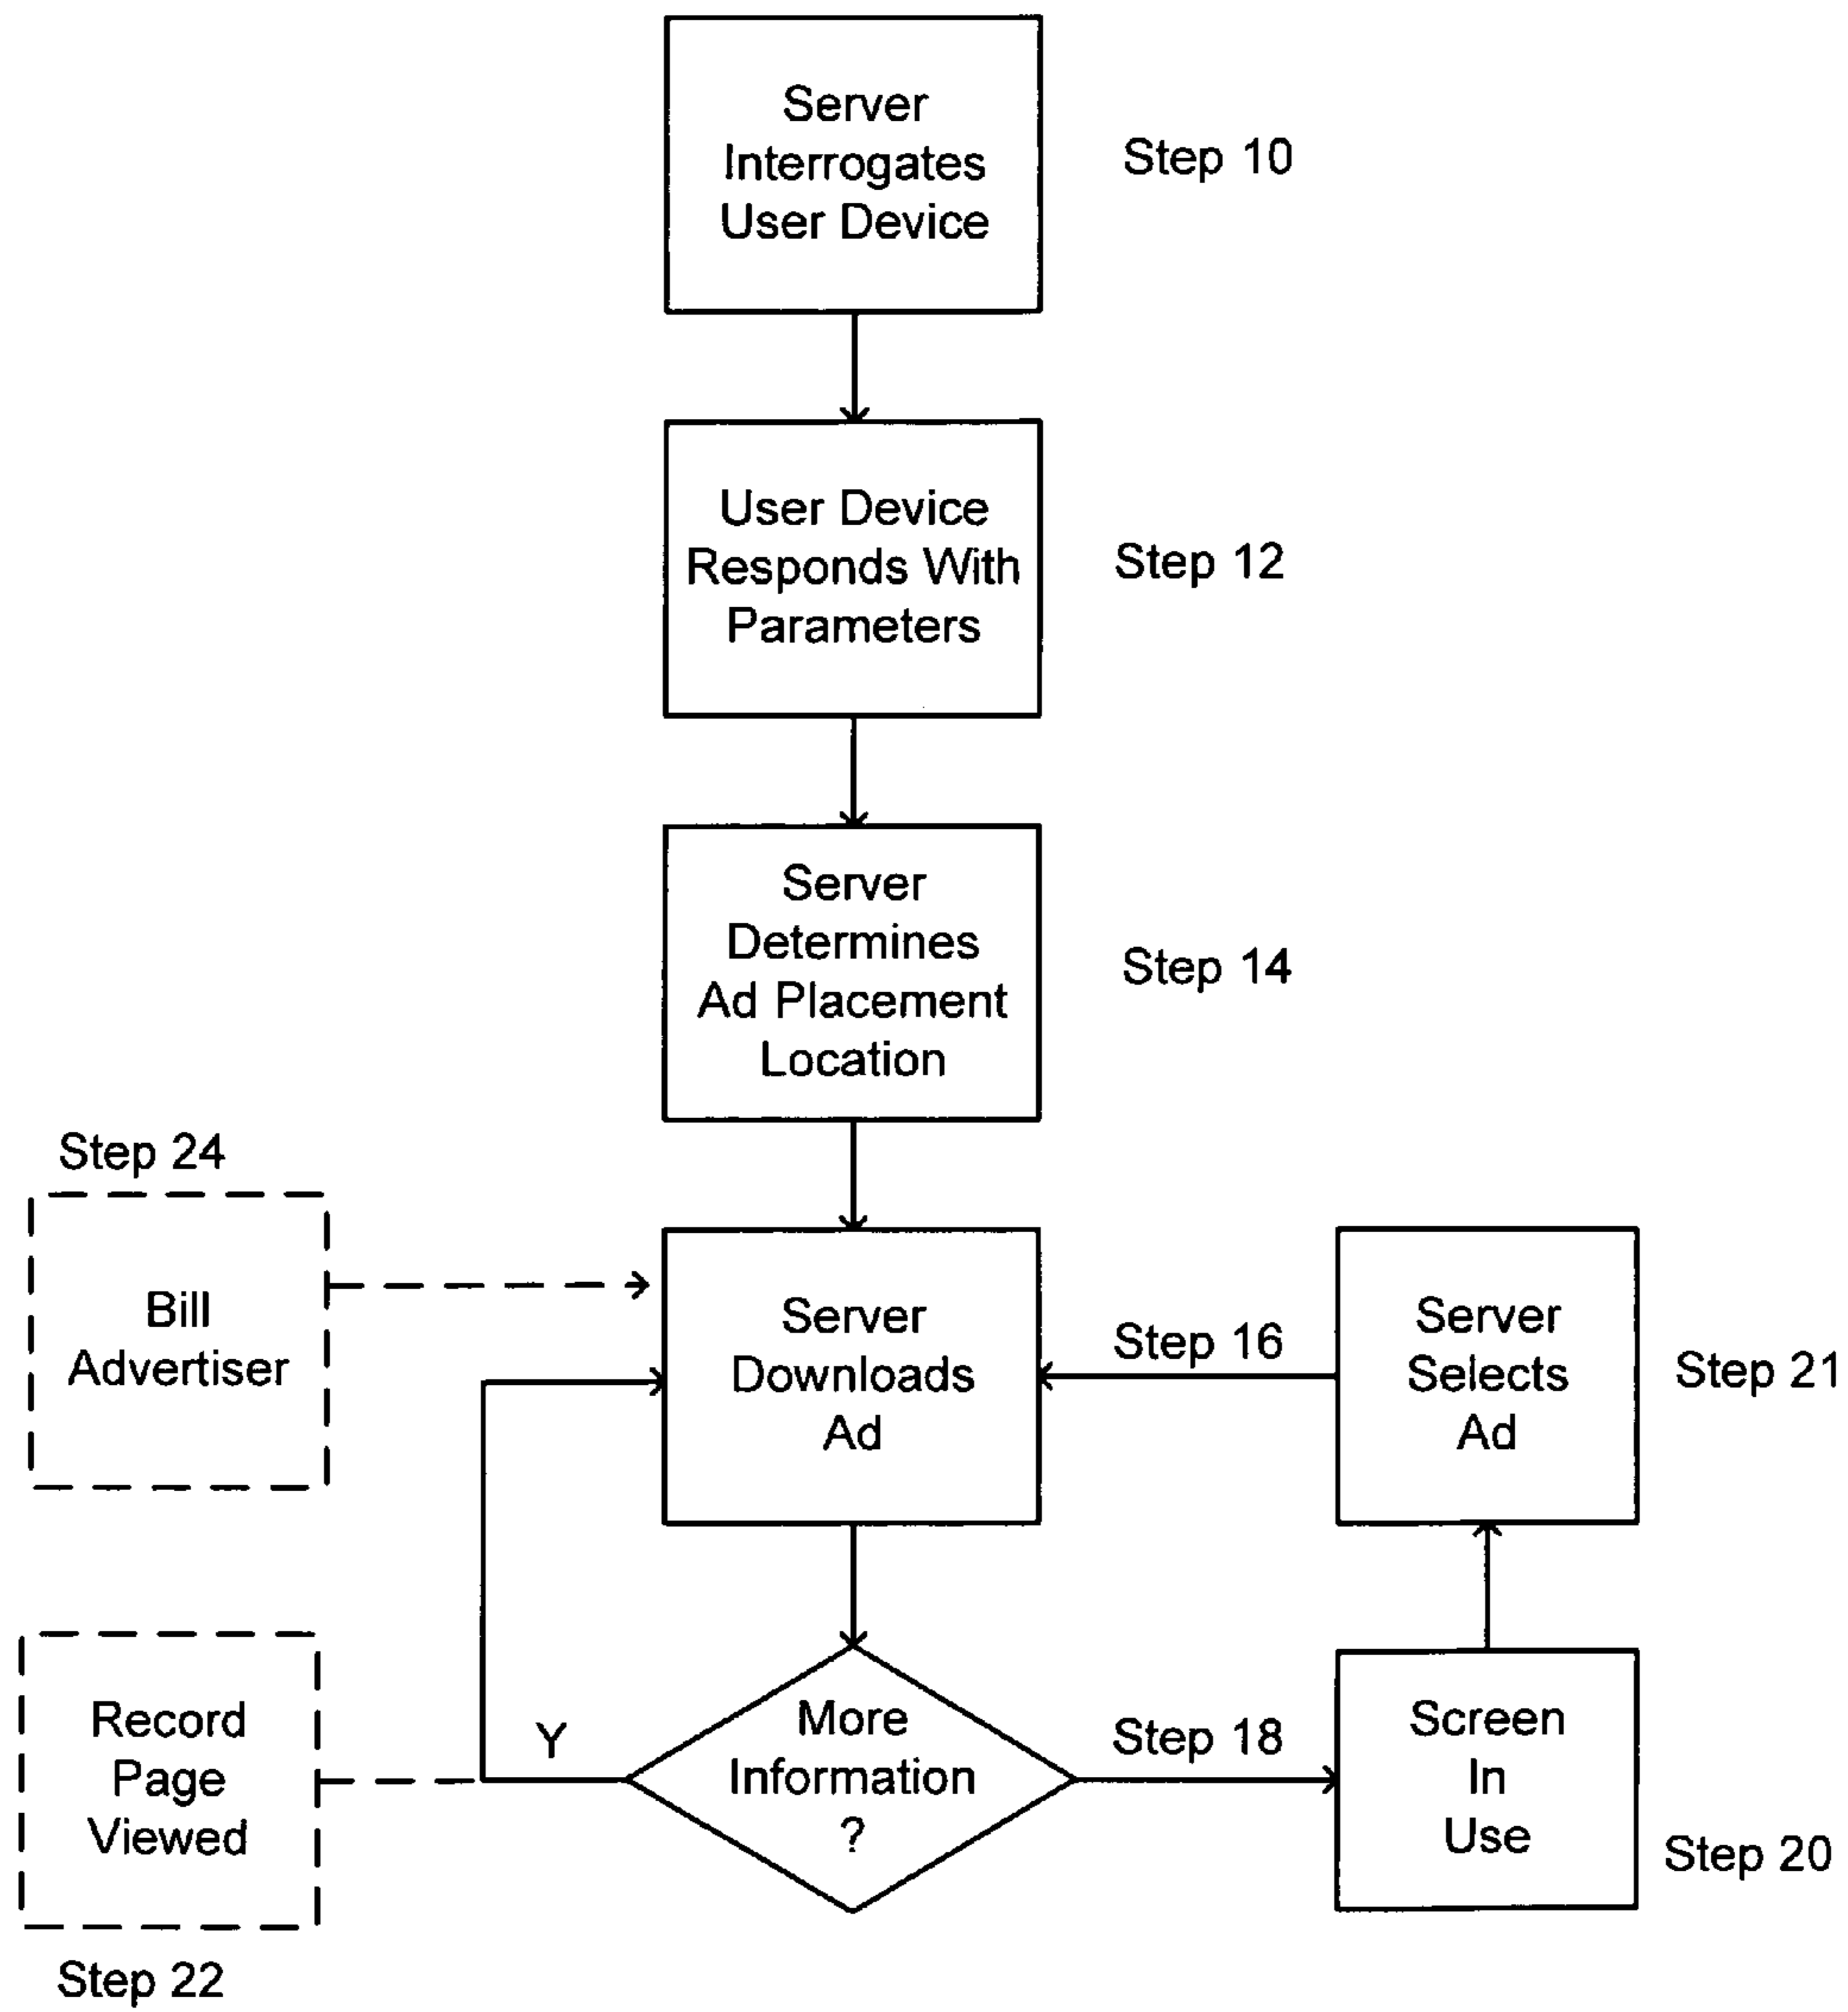 Server
Interrogates
User Device
Step 10
User Device
Responds With
Parameters
Step 12
Server
Determines
Ad Placement
Location
Step 14
Step 24
Bill
Advertiser
Server
Downloads
Ad
Step 16
Server
Selects
Ad
Step 21
Record
Page
Viewed
Step 22
Y
More
Information
?
Step 18
Screen
In
Use
Step 20